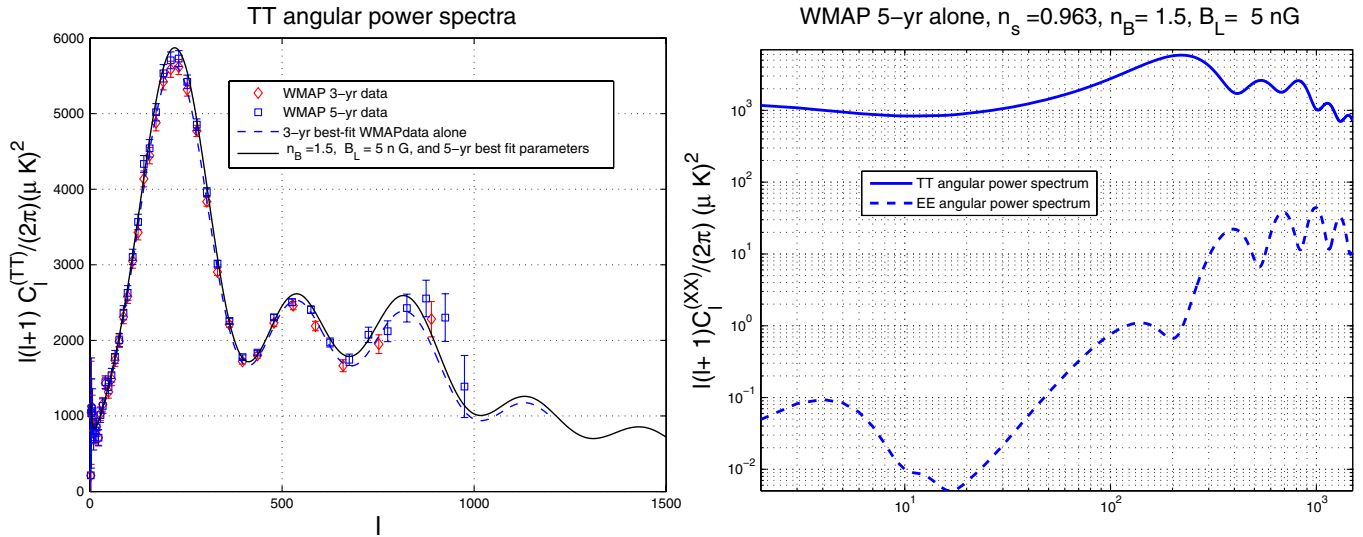 TT angular power spectra
6000
5000
4000
3000
2000
1000
0
l(l+1) C_l^(TT)/(2π)(μ K)^2
WMAP 3−yr data
WMAP 5−yr data
3−yr best−fit WMAPdata alone
n_B =1.5, B_L = 5 n G, and 5−yr best fit parameters
0 500 1000 1500
l
WMAP 5−yr alone, n_s =0.963, n_B= 1.5, B_L= 5 nG
10^3
10^2
10^1
10^0
10^−1
10^−2
l(l+ 1)C_l^(XX)/(2π) (μ K)^2
TT angular power spectrum
EE angular power spectrum
10^1 10^2 10^3